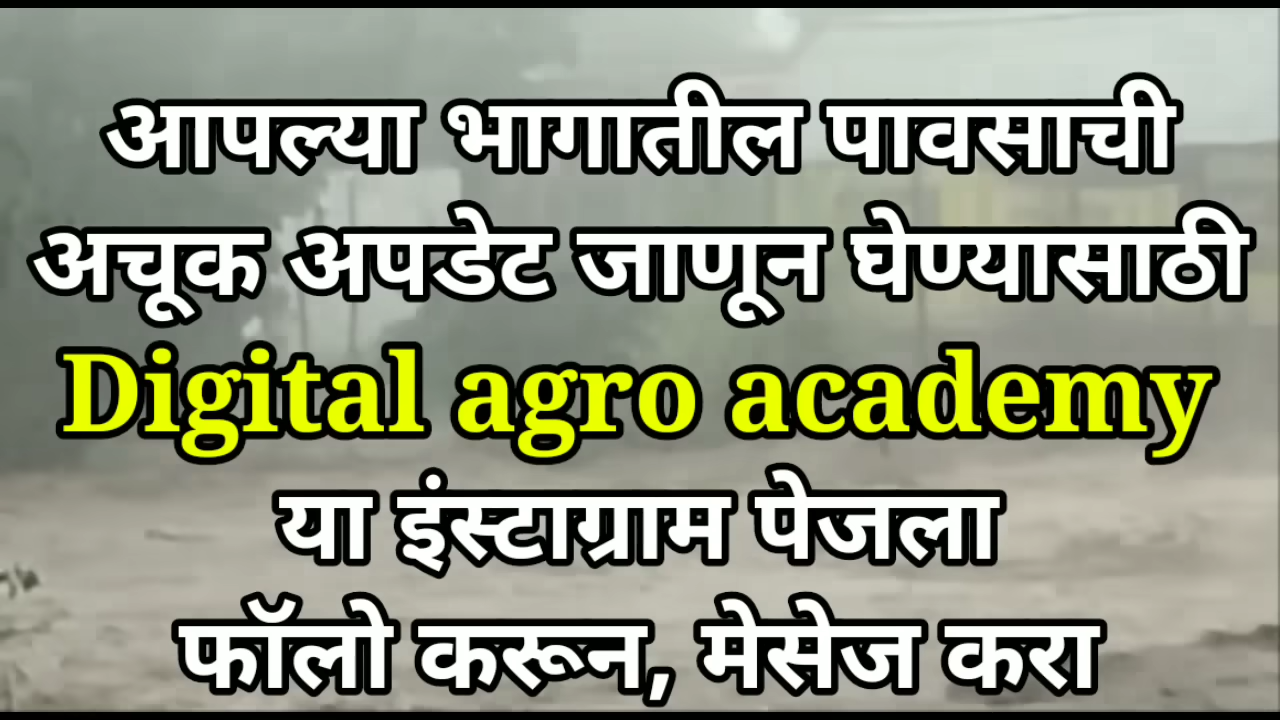 आपल्या भागातील पावसाची
अचूक अपडेट जाणून घेण्यासाठी
Digital agro academy
या इंस्टाग्राम पेजला
फॉलो करून, मेसेज करा